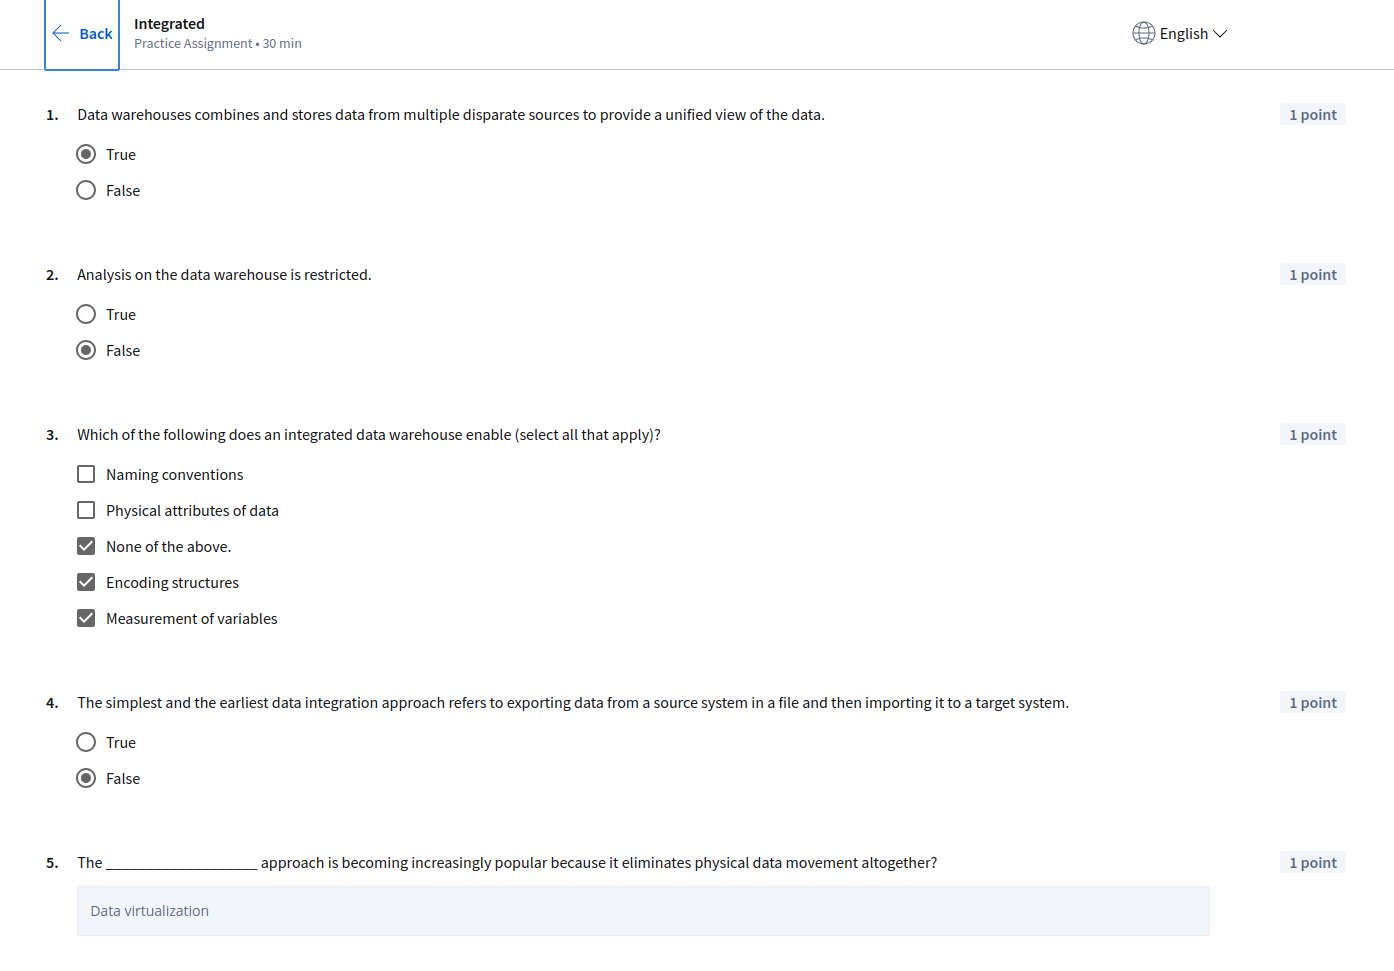 Back
Integrated
Practice Assignment • 30 min
English
1. Data warehouses combines and stores data from multiple disparate sources to provide a unified view of the data. 1 point
True
False
2. Analysis on the data warehouse is restricted. 1 point
True
False
3. Which of the following does an integrated data warehouse enable (select all that apply)? 1 point
Naming conventions
Physical attributes of data
None of the above.
Encoding structures
Measurement of variables
4. The simplest and the earliest data integration approach refers to exporting data from a source system in a file and then importing it to a target system. 1 point
True
False
5. The ___________________ approach is becoming increasingly popular because it eliminates physical data movement altogether? 1 point
Data virtualization